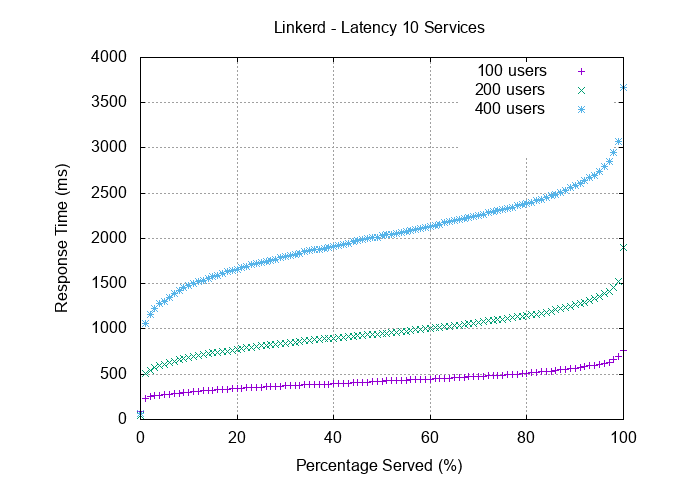 Linkerd - Latency 10 Services
4000
3500
3000
2500
2000
1500
1000
500
0
Response Time (ms)
100 users
200 users
400 users
0 20 40 60 80 100
Percentage Served (%)